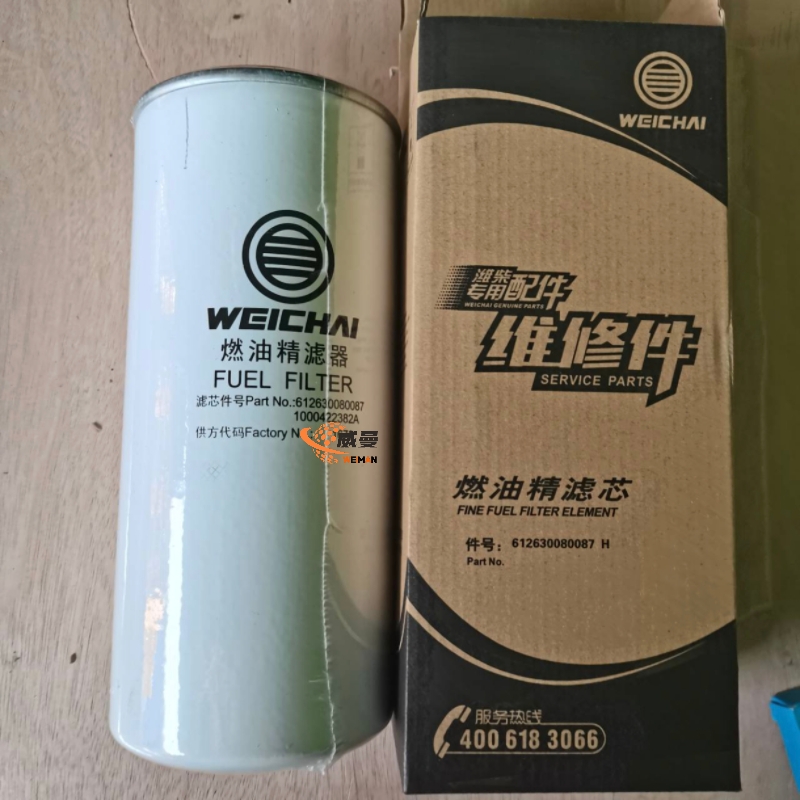 WEICHAI
燃油精滤器
FUEL FILTER
滤芯件号Part No.:612630080087
1000422382A
供方代码Factory N
威曼
WEMAN
WEICHAI
潍柴
专用配件
WEICHAI GENUINE PARTS
维修件
SERVICE PARTS
燃油精滤芯
FINE FUEL FILTER ELEMENT
件号: 612630080087 H
Part No.
服务热线
400 618 3066